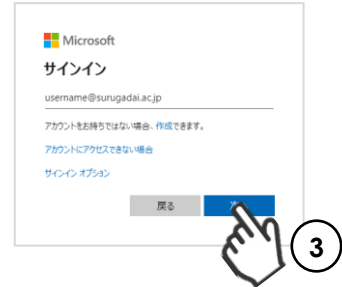 Microsoft
サインイン
username@surugadai.ac.jp
アカウントをお持ちではない場合、作成できます。
アカウントにアクセスできない場合
サインイン オプション
戻る
3